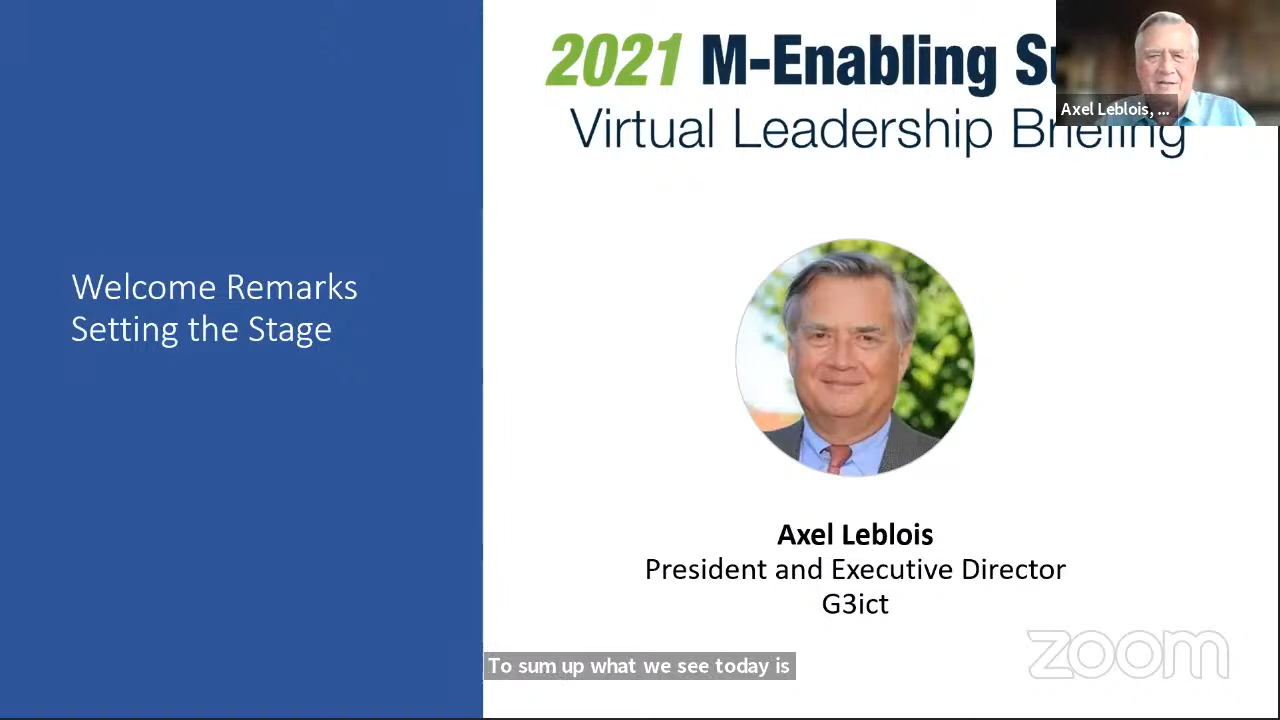 2021 M-Enabling
Virtual Leadership Briefing
Axel Leblois, ...
Welcome Remarks
Setting the Stage
Axel Leblois
President and Executive Director
G3ict
To sum up what we see today is
zoom